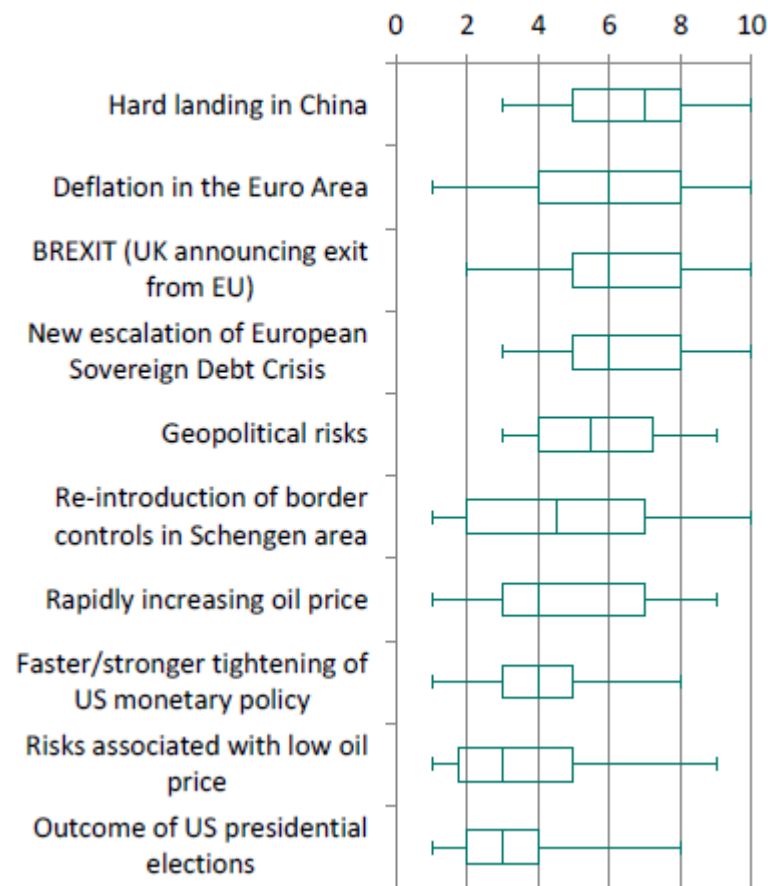 0 2 4 6 8 10
Hard landing in China
Deflation in the Euro Area
BREXIT (UK announcing exit
from EU)
New escalation of European
Sovereign Debt Crisis
Geopolitical risks
Re-introduction of border
controls in Schengen area
Rapidly increasing oil price
Faster/stronger tightening of
US monetary policy
Risks associated with low oil
price
Outcome of US presidential
elections